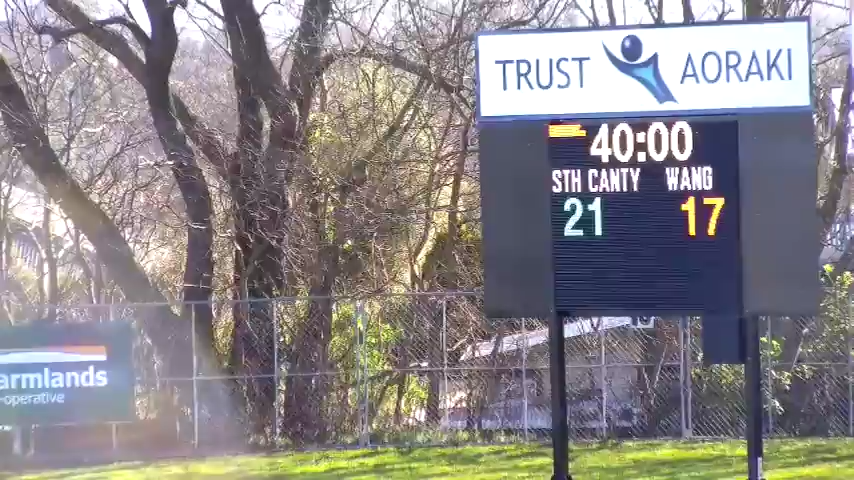 TRUST AORAKI
40:00
STH CANTY WANG
21 17
armlands
-operative